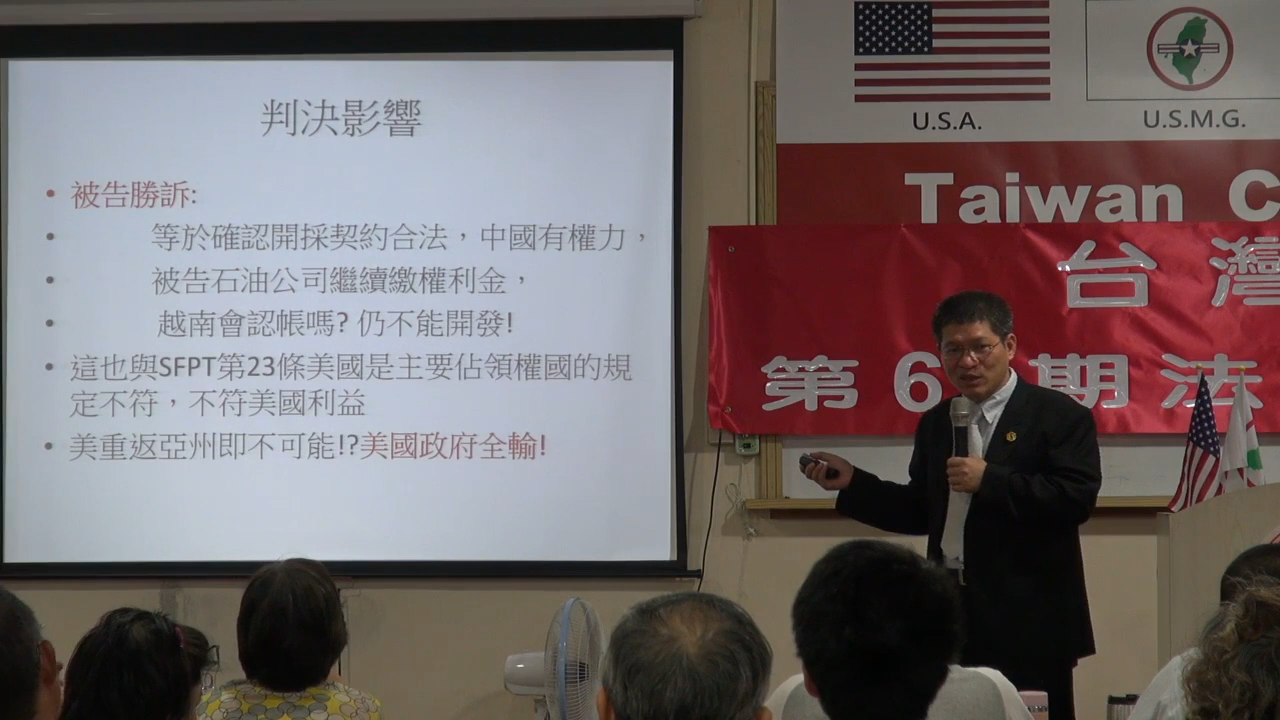 判決影響
• 被告勝訴:
• 等於確認開採契約合法，中國有權力，
• 被告石油公司繼續繳權利金，
• 越南會認帳嗎? 仍不能開發!
• 這也與SFPT第23條美國是主要佔領權國的規
定不符，不符美國利益
• 美重返亞州即不可能!?美國政府全輸!
U.S.A.
U.S.M.G.
Taiwan C
台灣
第6期法